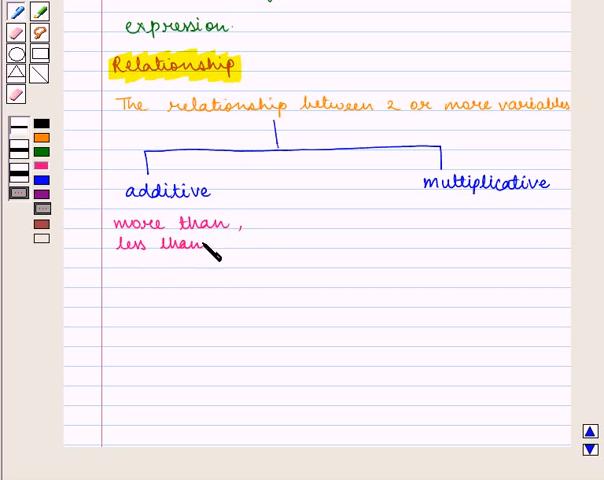 expression.
Relationship
The relationship between 2 or more variables
additive
multiplicative
more than,
less than